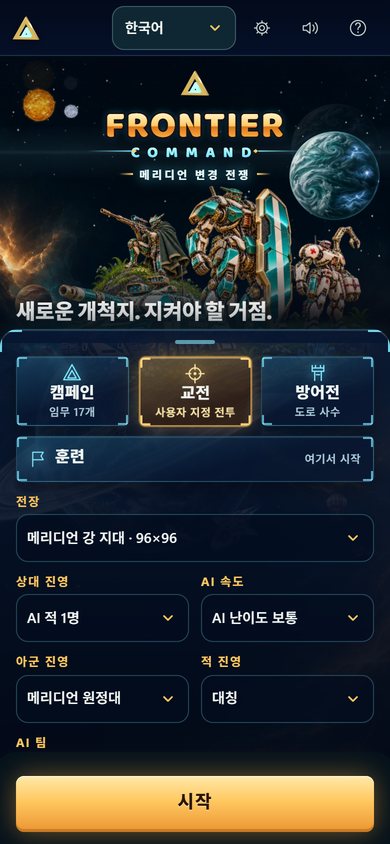 한국어
FRONTIER
COMMAND
메리디언 변경 전쟁
새로운 개척지. 지켜야 할 거점.
캠페인
임무 17개
교전
사용자 지정 전투
방어전
도로 사수
훈련
여기서 시작
전장
메리디언 강 지대 · 96×96
상대 진영
AI 속도
AI 적 1명
AI 난이도 보통
아군 진영
적 진영
메리디언 원정대
대칭
AI 팀
시작